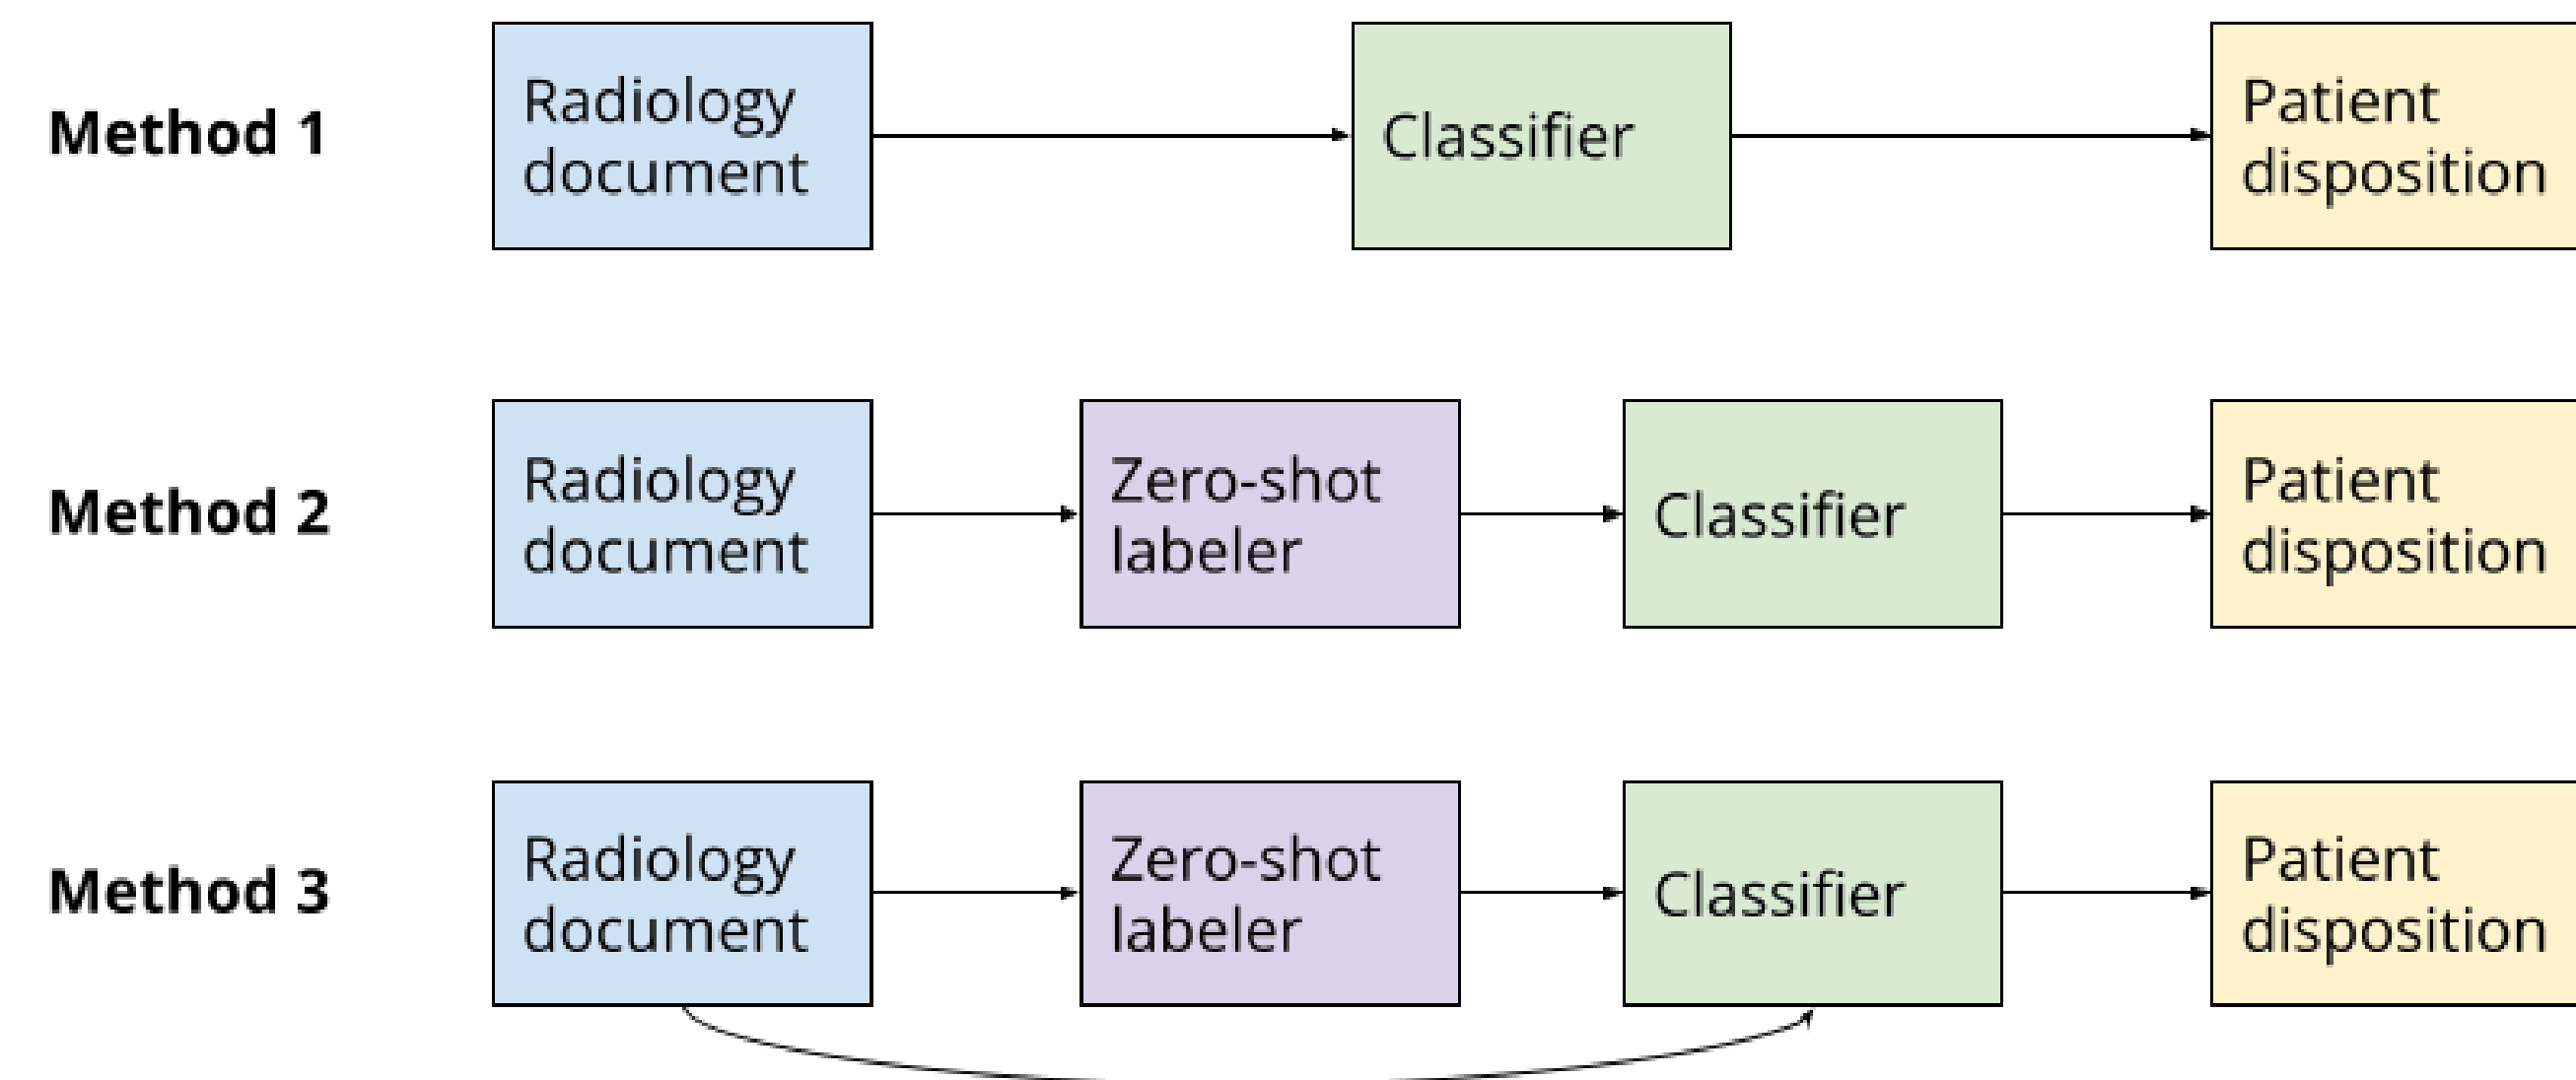 Method 1
Radiology
document
Classifier
Patient
disposition
Method 2
Radiology
document
Zero-shot
labeler
Classifier
Patient
disposition
Method 3
Radiology
document
Zero-shot
labeler
Classifier
Patient
disposition